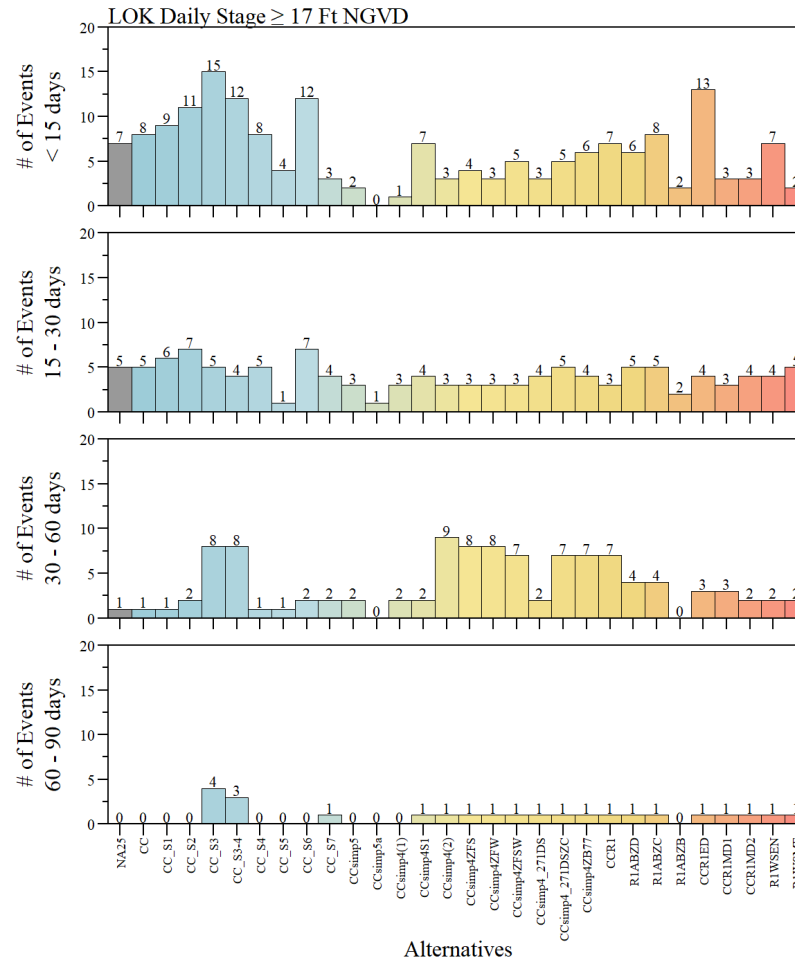 LOK Daily Stage ≥ 17 Ft NGVD
# of Events
< 15 days
20
15
10
5
0
7 8 9 11 15 12 8 4 12 3 2 0 1 7 3 4 3 5 3 5 6 7 6 8 2 13 3 3 7 2
# of Events
15 - 30 days
20
15
10
5
0
5 5 6 7 5 4 5 1 7 4 3 1 3 4 3 3 3 3 4 5 4 3 5 5 2 4 3 4 4
# of Events
30 - 60 days
20
15
10
5
0
1 1 1 2 8 8 1 1 2 2 2 0 2 2 9 8 8 7 2 7 7 7 4 4 0 3 3 2 2 2
# of Events
60 - 90 days
20
15
10
5
0
0 0 0 0 4 3 0 0 0 1 0 0 0 1 1 1 1 1 1 1 1 1 1 1 0 1 1 1 1 1
NA25
CC
CC_S1
CC_S2
CC_S3
CC_S3-4
CC_S4
CC_S5
CC_S6
CC_S7
CCsimp5
CCsimp5a
CCsimp4(1)
CCsimp4S1
CCsimp4(2)
CCsimp4ZFS
CCsimp4ZFW
CCsimp4ZFSW
CCsimp4_271DS
CCsimp4_271DSZC
CCsimp4ZB77
CCR1
R1ABZD
R1ABZC
R1ABZB
CCR1ED
CCR1MD1
CCR1MD2
R1WSEN
Alternatives